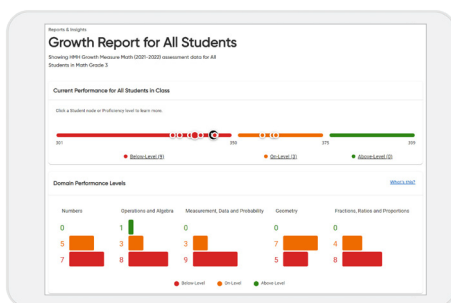 Reports & Insights
Growth Report for All Students
Showing HMH Growth Measure Math (2021-2022) assessment data for All
Students in Math Grade 3
Current Performance for All Students in Class
Click a Student node or Proficiency level to learn more.
301 350 375 399
Below-Level (9) On-Level (3) Above-Level (0)
Domain Performance Levels What's this?
Numbers Operations and Algebra Measurement, Data and Probability Geometry Fractions, Ratios and Proportions
0 1 0 0 0
5 3 3 7 4
7 8 9 5 8
Below Level On Level Above Level